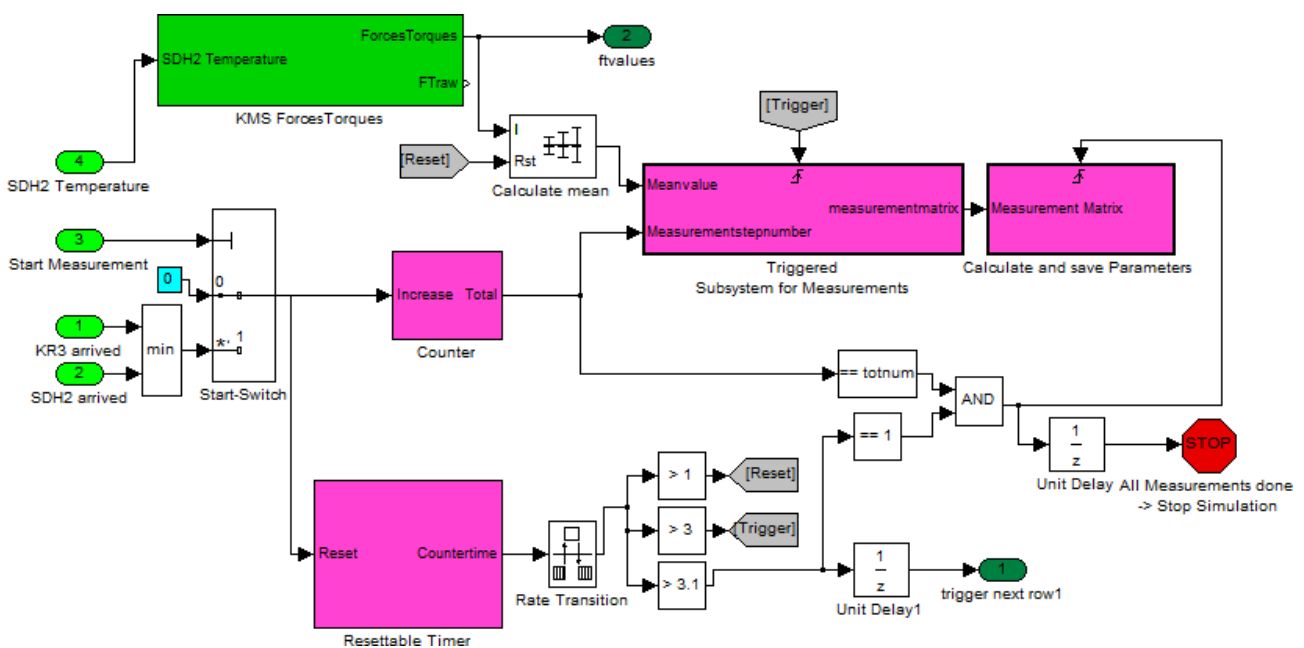 ForcesTorques
SDH2 Temperature
FTraw
KMS ForcesTorques
2
ftvalues
[Trigger]
4
SDH2 Temperature
[Reset]
I
Rst
Calculate mean
Meanvalue
measurementmatrix
Measurementstepnumber
Triggered
Subsystem for Measurements
Measurement Matrix
Calculate and save Parameters
3
Start Measurement
0
0
1
KR3 arrived
min
*'
1
2
SDH2 arrived
Start-Switch
Increase Total
Counter
== totnum
AND
== 1
1
z
Unit Delay
STOP
All Measurements done
-> Stop Simulation
Reset
Countertime
Resettable Timer
Rate Transition
> 1
[Reset]
> 3
[Trigger]
> 3.1
1
z
Unit Delay1
1
trigger next row1